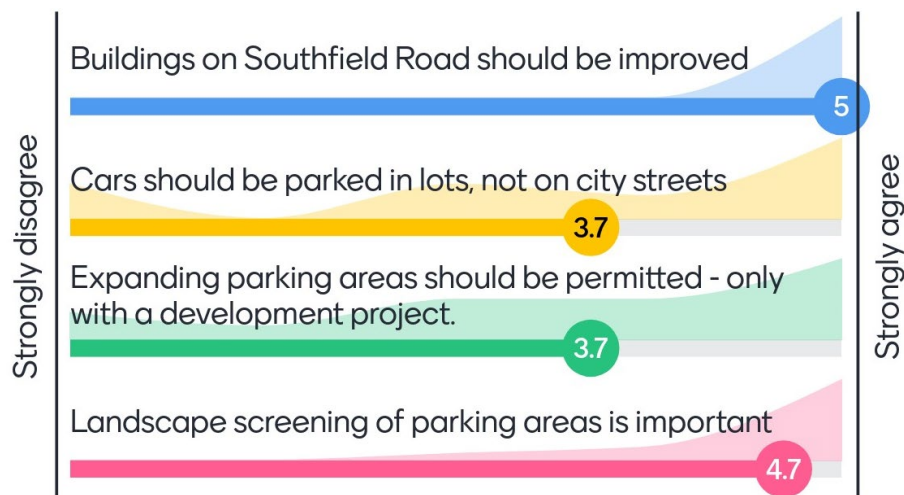 Strongly disagree
Buildings on Southfield Road should be improved
5
Cars should be parked in lots, not on city streets
3.7
Expanding parking areas should be permitted - only
with a development project.
3.7
Landscape screening of parking areas is important
4.7
Strongly agree